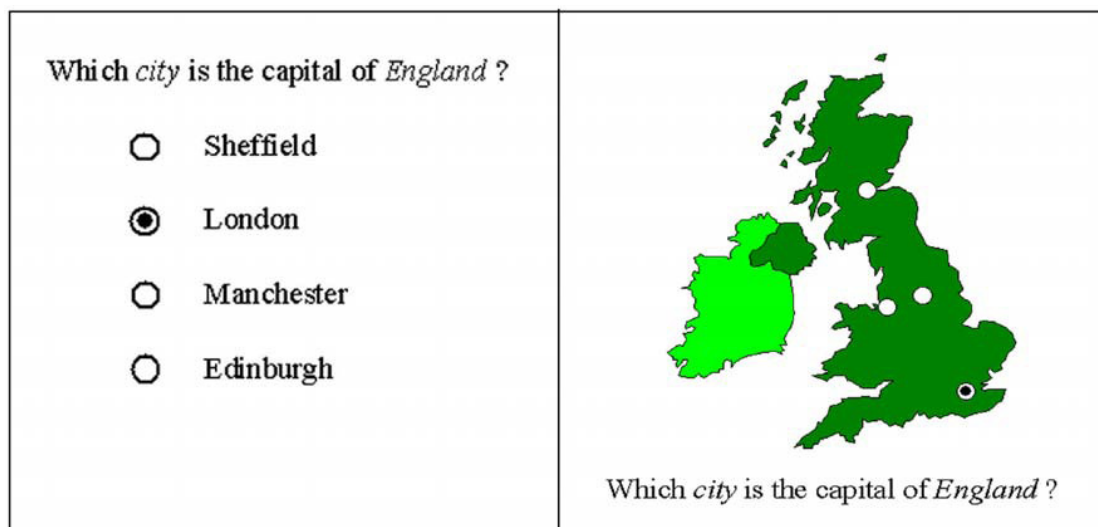 Which city is the capital of England ?
Sheffield
London
Manchester
Edinburgh
Which city is the capital of England ?